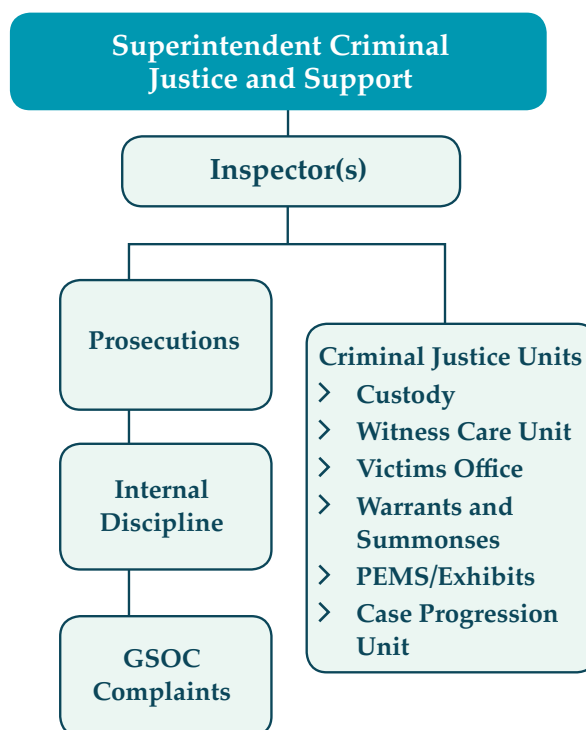 Superintendent Criminal
Justice and Support
Inspector(s)
Prosecutions
Internal
Discipline
GSOC
Complaints
Criminal Justice Units
Custody
Witness Care Unit
Victims Office
Warrants and
Summonses
PEMS/Exhibits
Case Progression
Unit